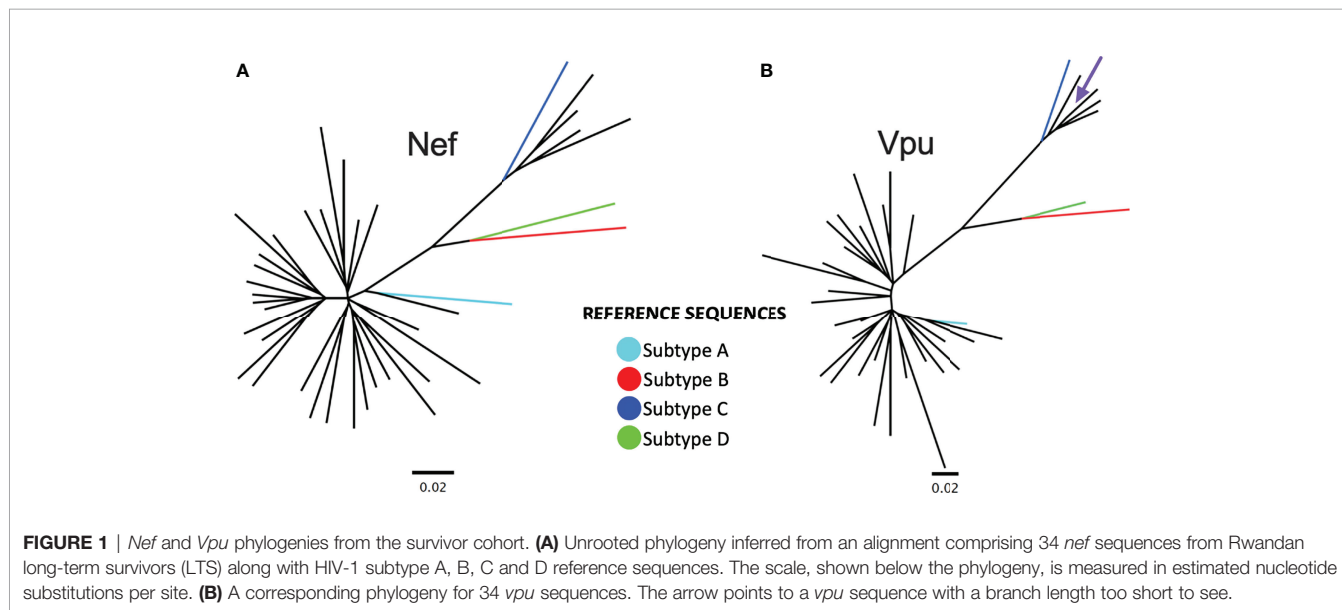 A
B
Nef
Vpu
REFERENCE SEQUENCES
Subtype A
Subtype B
Subtype C
Subtype D
0.02
0.02
FIGURE 1 | Nef and Vpu phylogenies from the survivor cohort. (A) Unrooted phylogeny inferred from an alignment comprising 34 nef sequences from Rwandan
long-term survivors (LTS) along with HIV-1 subtype A, B, C and D reference sequences. The scale, shown below the phylogeny, is measured in estimated nucleotide
substitutions per site. (B) A corresponding phylogeny for 34 vpu sequences. The arrow points to a vpu sequence with a branch length too short to see.